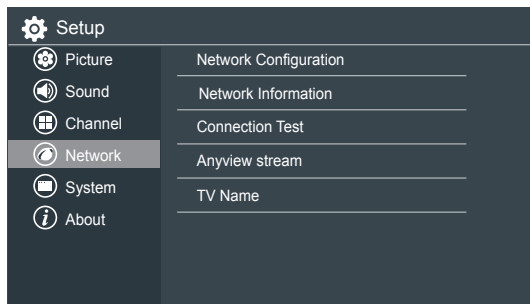 Setup
Picture
Sound
Channel
Network
System
About
Network Configuration
Network Information
Connection Test
Anyview stream
TV Name